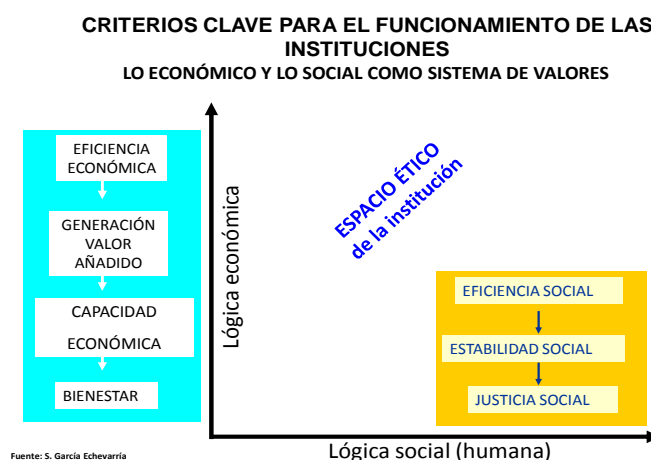 CRITERIOS CLAVE PARA EL FUNCIONAMIENTO DE LAS
INSTITUCIONES
LO ECONÓMICO Y LO SOCIAL COMO SISTEMA DE VALORES
EFICIENCIA
ECONÓMICA
GENERACIÓN
VALOR
AÑADIDO
CAPACIDAD
ECONÓMICA
BIENESTAR
Lógica económica
ESPACIO ÉTICO
de la institución
EFICIENCIA SOCIAL
ESTABILIDAD SOCIAL
JUSTICIA SOCIAL
Lógica social (humana)
Fuente: S. García Echevarría